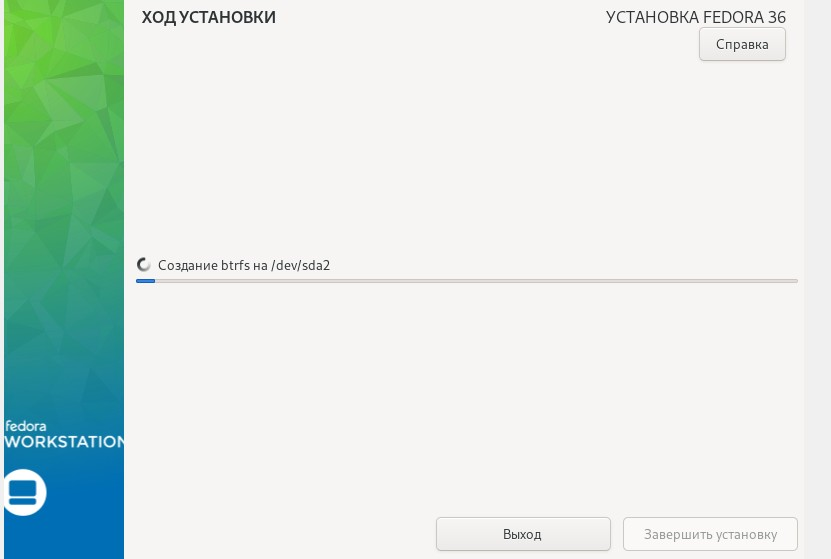 ХОД УСТАНОВКИ
УСТАНОВКА FEDORA 36
Справка
Создание btrfs на /dev/sda2
fedora
WORKSTATION
Выход
Завершить установку